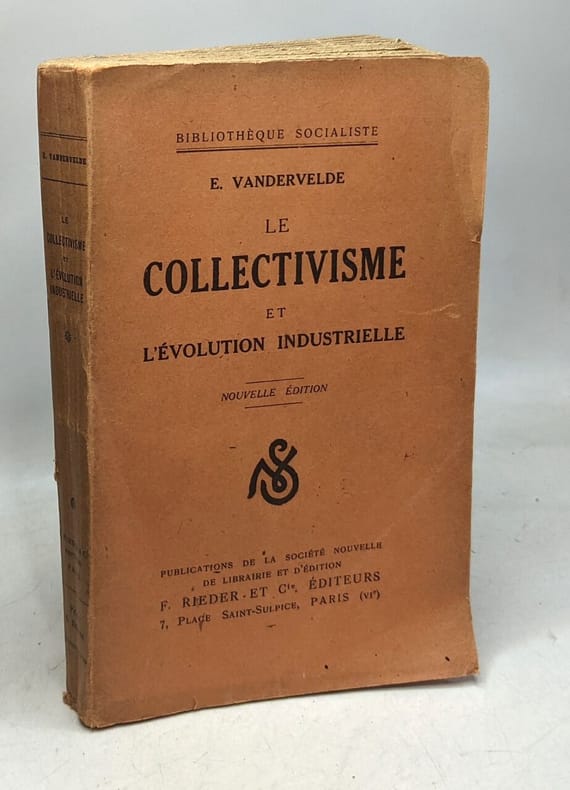 BIBLIOTHÈQUE SOCIALISTE
E. VANDERVELDE
LE
COLLECTIVISME
ET
L'ÉVOLUTION INDUSTRIELLE
NOUVELLE ÉDITION
PUBLICATIONS DE LA SOCIÉTÉ NOUVELLE
DE LIBRAIRIE ET D'ÉDITION
F. RIEDER ET Cie, ÉDITEURS
7, PLACE SAINT-SULPICE, PARIS (VIe)
E. VANDERVELDE
LE
COLLECTIVISME
ET
L'ÉVOLUTION
INDUSTRIELLE